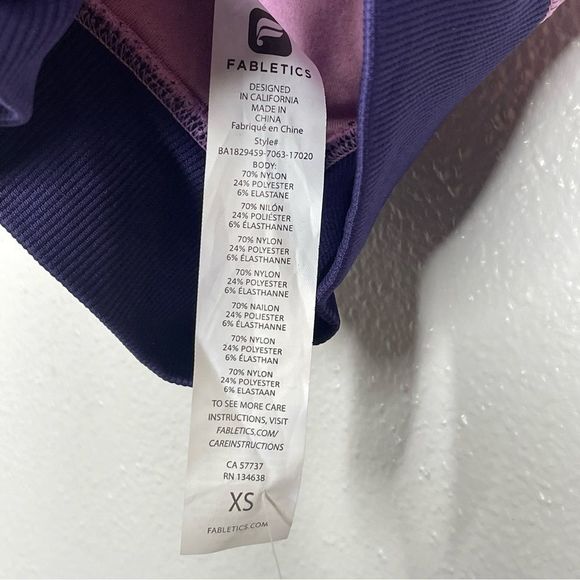 FABLETICS
DESIGNED
IN CALIFORNIA
MADE IN
CHINA
Fabriqué en Chine
Style#
BA1829459-7063-17020
BODY:
70% NYLON
24% POLYESTER
6% ELASTANE
70% NILÓN
24% POLIÉSTER
6% ELASTHANNE
70% NYLON
24% POLYESTER
6% ÉLASTHANNE
70% NYLON
24% POLYESTER
6% ELASTHANNE
70% NAILON
24% POLIESTER
6% ELASTHANNE
70% NYLON
24% POLYESTER
6% ÉLASTHAN
70% NYLON
24% POLYESTER
6% ELASTAAN
TO SEE MORE CARE
INSTRUCTIONS, VISIT
FABLETICS.COM/
CAREINSTRUCTIONS
CA 57737
RN 134638
XS
FABLETICS.COM